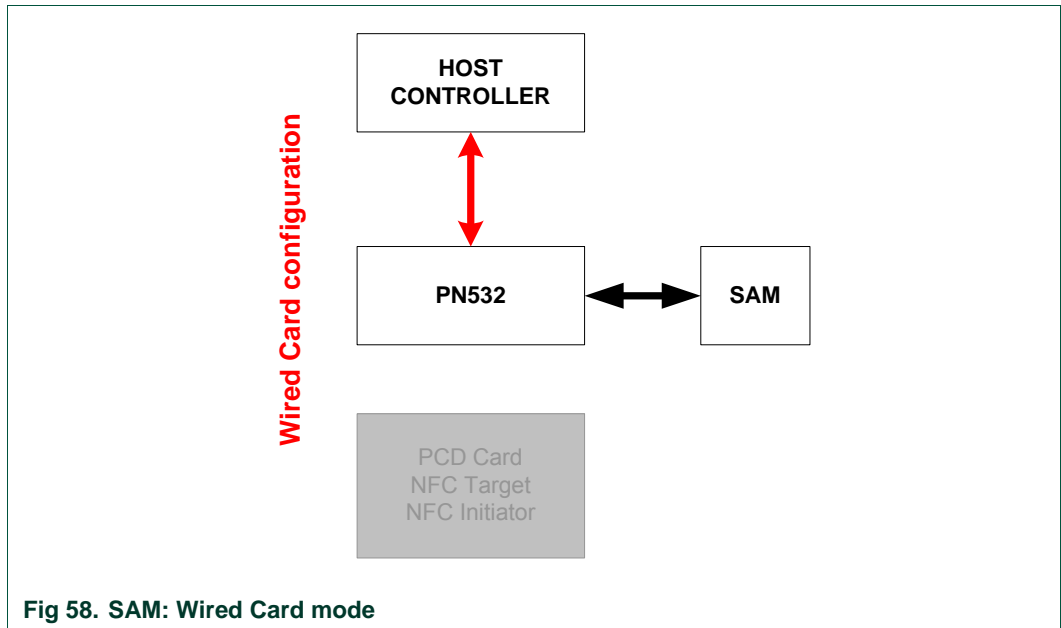 HOST
CONTROLLER
Wired Card configuration
PN532
SAM
PCD Card
NFC Target
NFC Initiator
Fig 58. SAM: Wired Card mode